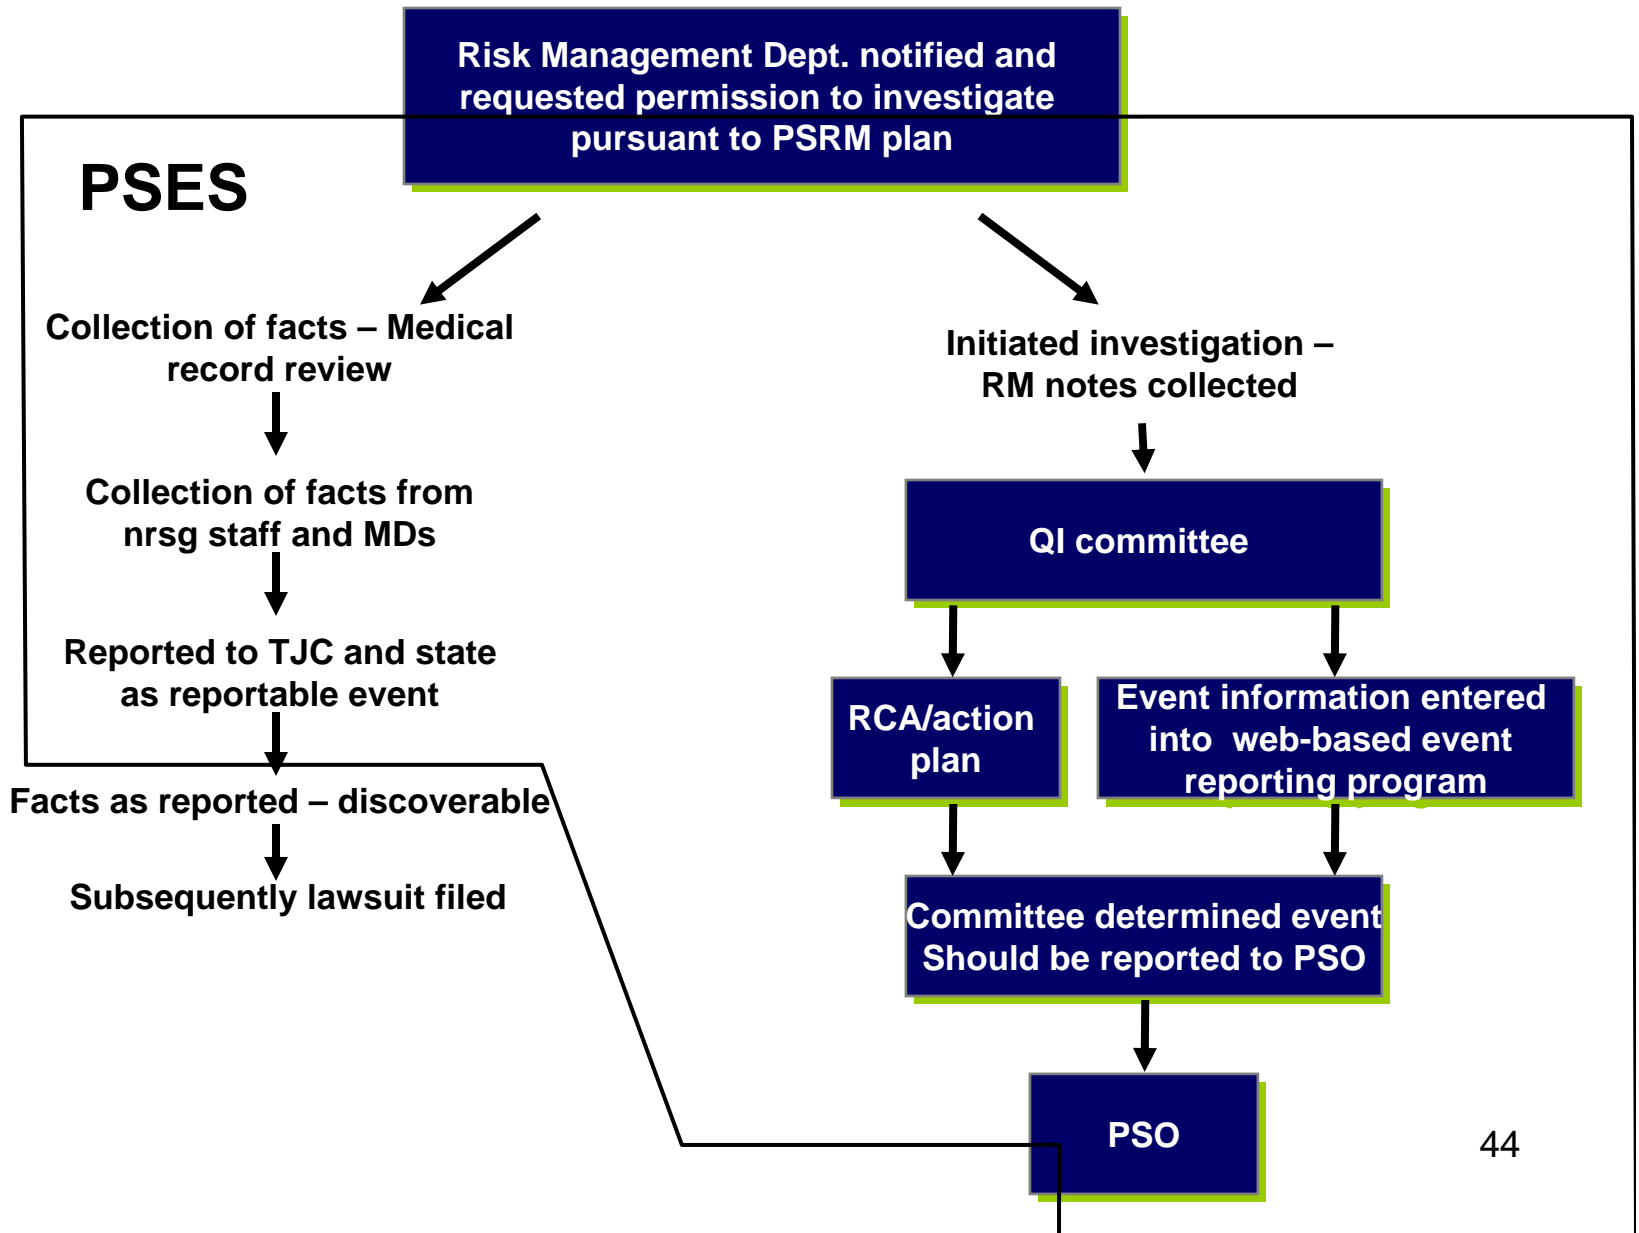 Risk Management Dept. notified and
requested permission to investigate
pursuant to PSRM plan
PSES
Collection of facts – Medical
record review
Collection of facts from
nrsg staff and MDs
Reported to TJC and state
as reportable event
Facts as reported – discoverable
Subsequently lawsuit filed
Initiated investigation –
RM notes collected
QI committee
RCA/action
plan
Event information entered
into web-based event
reporting program
Committee determined event
Should be reported to PSO
PSO
44